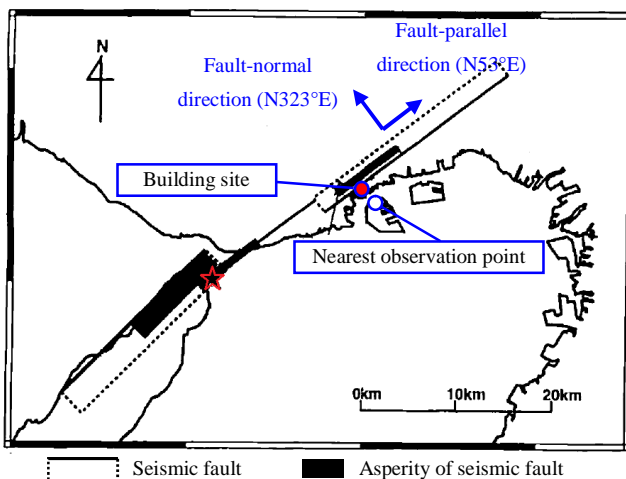 N
Fault-parallel
direction (N53°E)
Fault-normal
direction (N323°E)
Building site
Nearest observation point
0km 10km 20km
Seismic fault
Asperity of seismic fault